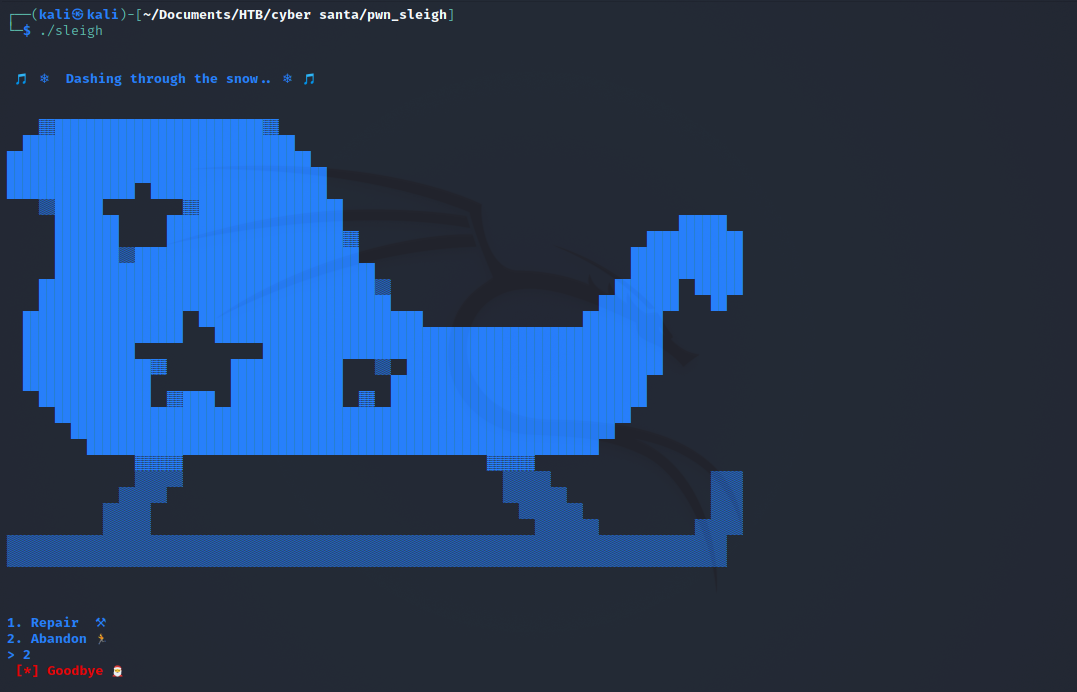 ┌──(kali㉿kali)-[~/Documents/HTB/cyber santa/pwn_sleigh]
└─$ ./sleigh
🎵 ❄ Dashing through the snow.. ❄ 🎵
1. Repair ⚒
2. Abandon 🏃
> 2
[*] Goodbye 🎅